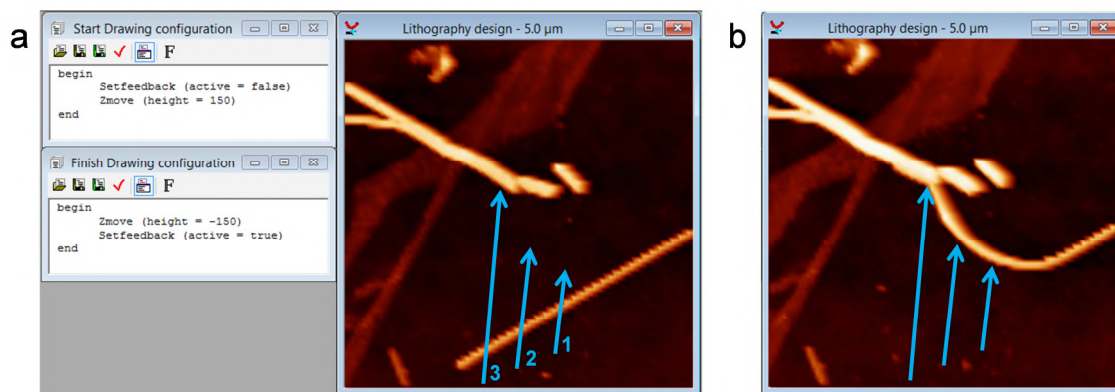 a
Start Drawing configuration
F
begin
Setfeedback (active = false)
Zmove (height = 150)
end
Finish Drawing configuration
F
begin
Zmove (height = -150)
Setfeedback (active = true)
end
Lithography design - 5.0 µm
1
2
3
b
Lithography design - 5.0 µm